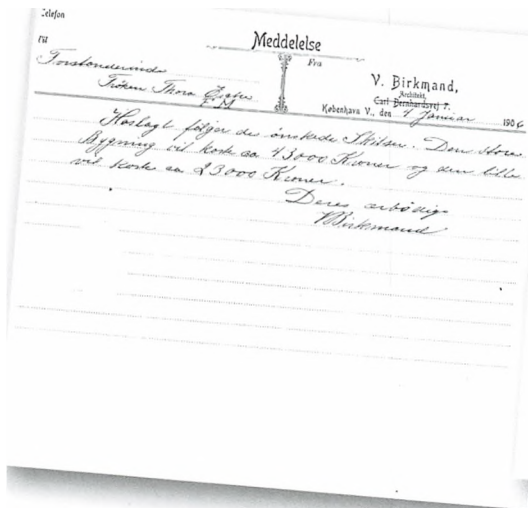 Telefon
Meddelelse
Til
Fra
Forstanderinde
V. Birkmand,
Frøken Thora
Architekt,
Carl Bernhardsvej 7.
København V., den 4 Januar 1906
Hoslagt følger de ønskede Skitser. Den store
Bygning vil koste ca 43000 Kroner og den lille
vil koste ca 23000 Kroner.
Deres ærbødige
VBirkmand